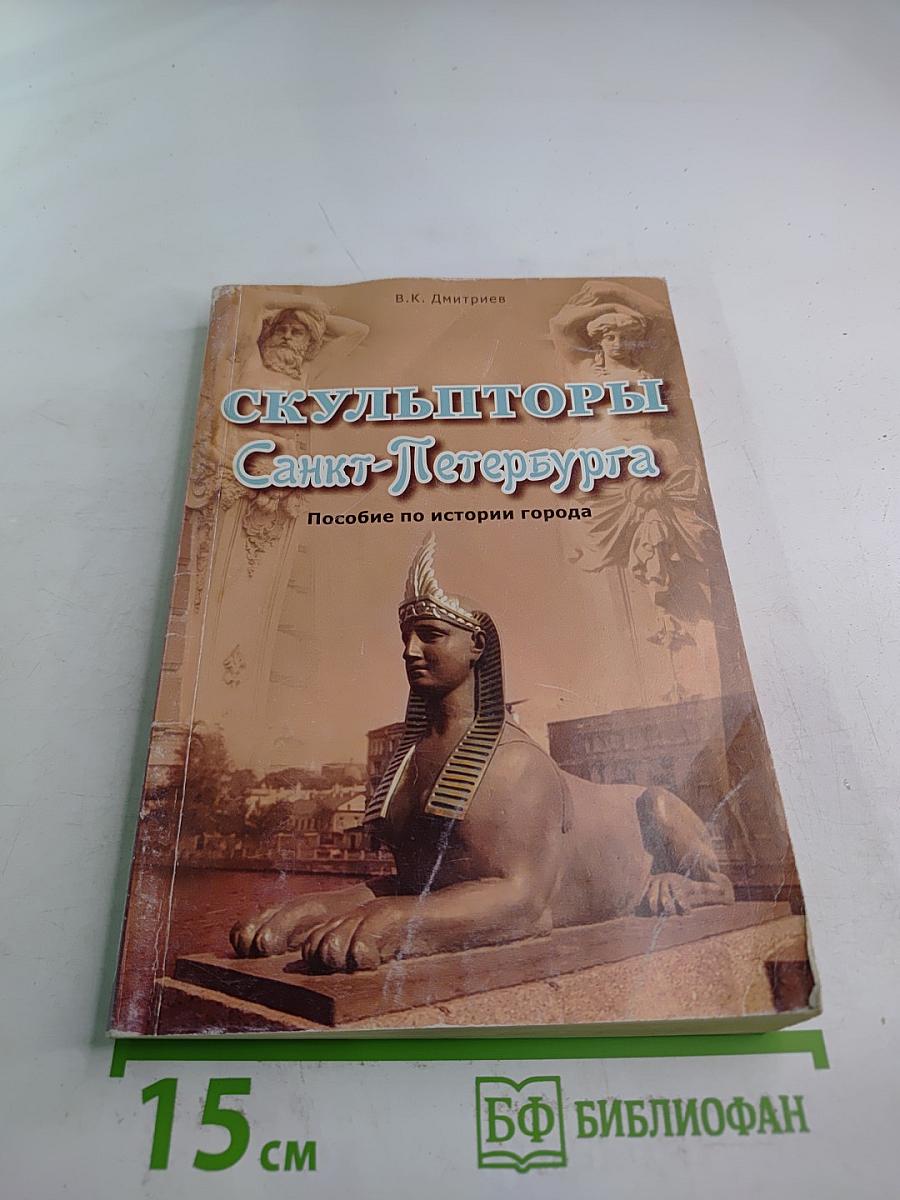 В.К. Дмитриев
СКУЛЬПТОРЫ
Санкт-Петербурга
Пособие по истории города
15 см
БФ БИБЛИОФАН